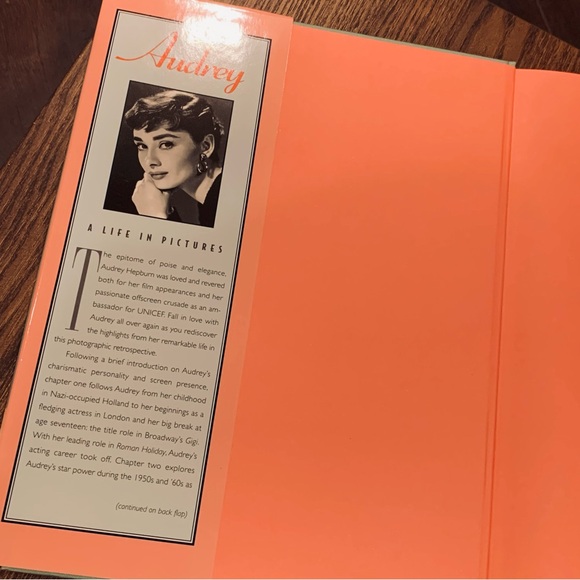 Audrey
A LIFE IN PICTURES
The epitome of poise and elegance,
Audrey Hepburn was loved and revered
both for her film appearances and her
passionate offscreen crusade as an am-
bassador for UNICEF. Fall in love with
Audrey all over again as you rediscover
the highlights from her remarkable life in
this photographic retrospective.
Following a brief introduction on Audrey's
charismatic personality and screen presence,
chapter one follows Audrey from her childhood
in Nazi-occupied Holland to her beginnings as a
fledging actress in London and her big break at
age seventeen: the title role in Broadway's Gigi.
With her leading role in Roman Holiday, Audrey's
acting career took off. Chapter two explores
Audrey's star power during the 1950s and '60s as
(continued on back flap)